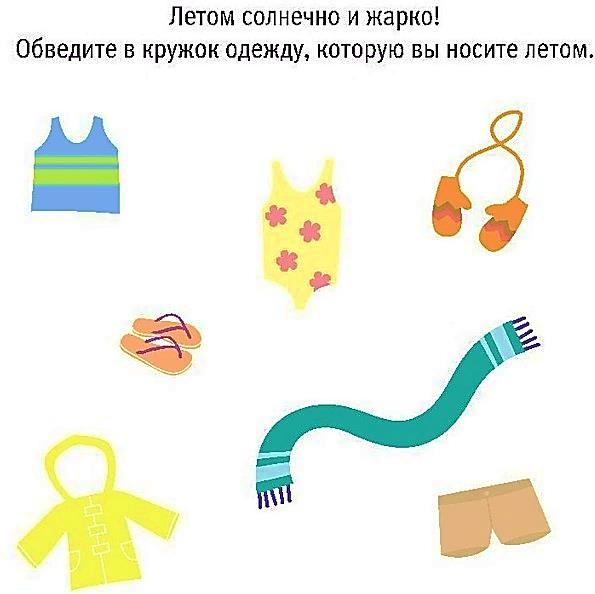 Летом солнечно и жарко!
Обведите в кружок одежду, которую вы носите летом.